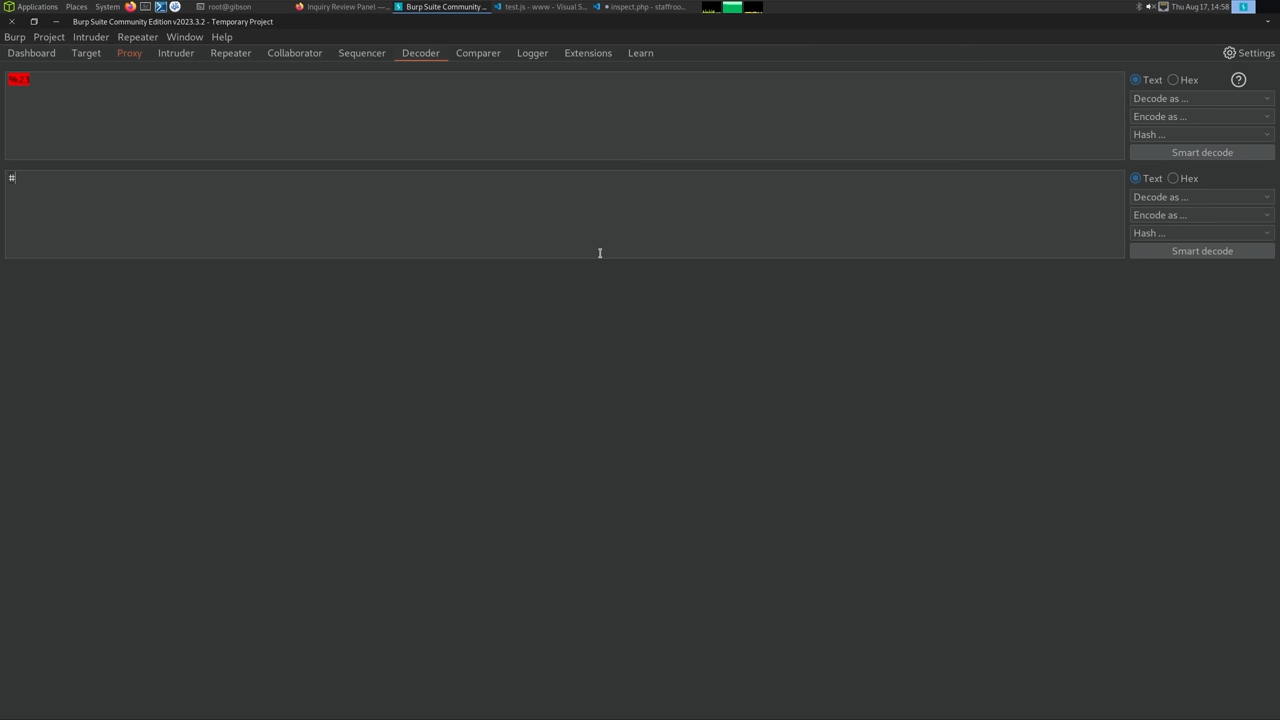 Applications Places System root@gibson Inquiry Review Panel —... Burp Suite Community ... test.js - www - Visual S... inspect.php - staffroo... Thu Aug 17, 14:58
Burp Suite Community Edition v2023.3.2 - Temporary Project
Burp Project Intruder Repeater Window Help
Dashboard Target Proxy Intruder Repeater Collaborator Sequencer Decoder Comparer Logger Extensions Learn Settings
%23
Text Hex ?
Decode as ...
Encode as ...
Hash ...
Smart decode
#
Text Hex
Decode as ...
Encode as ...
Hash ...
Smart decode